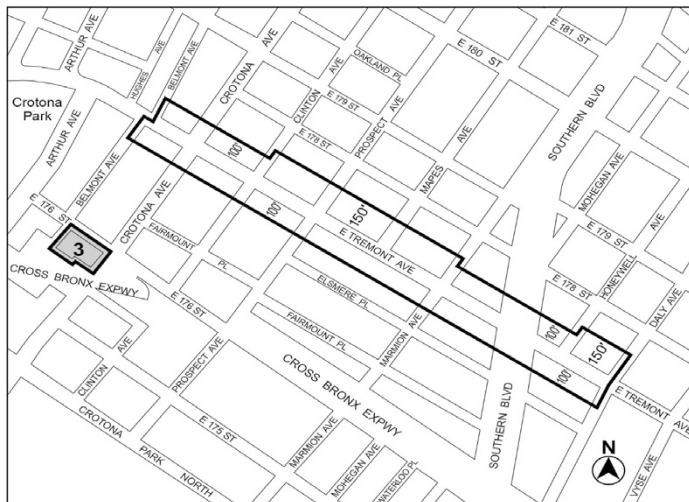 E 181 ST
E 180 ST
ARTHUR AVE
HUGHES AVE
BELMONT AVE
CROTONA AVE
OAKLAND PL
CLINTON AVE
E 179 ST
PROSPECT AVE
SOUTHERN BLVD
Crotona
Park
E 178 ST
MAPES
ARTHUR AVE
BELMONT AVE
100'
MOHEGAN AVE
E 176 ST
CROTONA AVE
100'
150'
E 179 ST
3
FAIRMOUNT PL
E TREMONT AVE
HONEYWELL
CROSS BRONX EXPWY
E 178 ST
DALY AVE
E 176 ST
ELSMERE PL
100'
150'
FAIRMOUNT PL
MARMION AVE
100'
CLINTON AVE
PROSPECT AVE
CROSS BRONX EXPWY
SOUTHERN BLVD
E TREMONT AVE
CROTONA PARK NORTH
E 175 ST
MARMION AVE
MOHEGAN AVE
WATERLOO PL
N
VYSE AVE